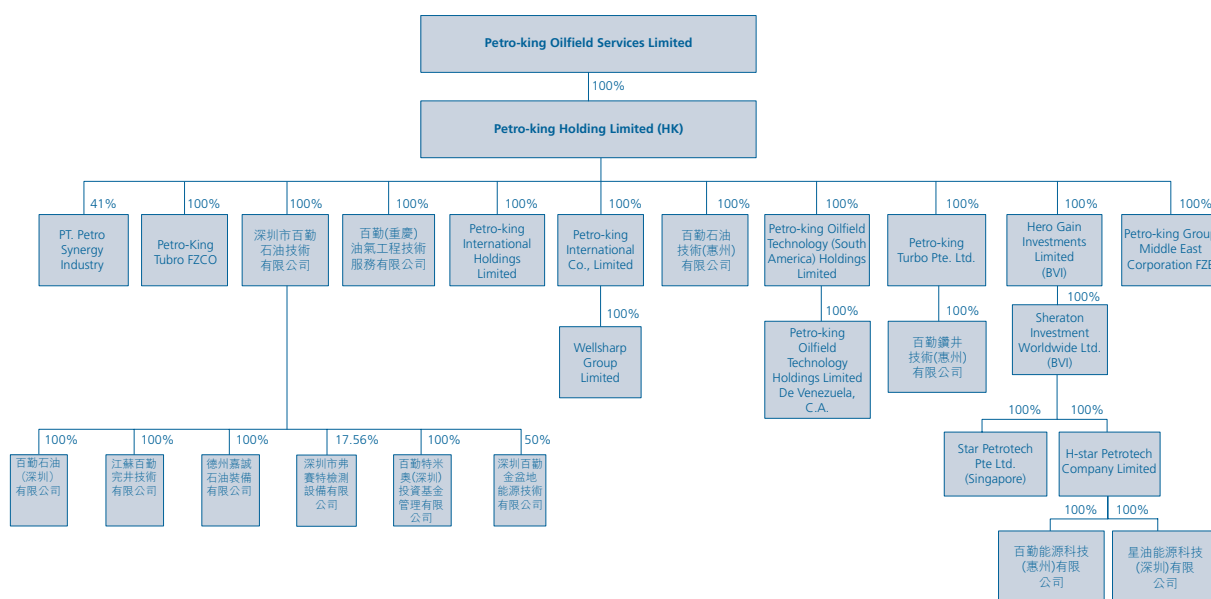 Petro-king Oilfield Services Limited
100%
Petro-king Holding Limited (HK)
41%
100%
100%
100%
100%
100%
100%
100%
100%
100%
100%
PT. Petro
Synergy
Industry
Petro-King
Tubro FZCO
深圳市百勤
石油技術
有限公司
百勤(重慶)
油氣工程技術
服務有限公司
Petro-king
International
Holdings
Limited
Petro-king
International
Co., Limited
百勤石油
技術(惠州)
有限公司
Petro-king Oilfield
Technology (South
America) Holdings
Limited
Petro-king
Turbo Pte. Ltd.
Hero Gain
Investments
Limited
(BVI)
Petro-king Group
Middle East
Corporation FZE
100%
100%
100%
100%
Wellsharp
Group
Limited
Petro-king
Oilfield
Technology
Holdings Limited
De Venezuela,
C.A.
百勤鑽井
技術(惠州)
有限公司
Sheraton
Investment
Worldwide Ltd.
(BVI)
100%
100%
Star Petrotech
Pte Ltd.
(Singapore)
H-star Petrotech
Company Limited
100%
100%
100%
17.56%
100%
50%
百勤石油
（深圳）
有限公司
江蘇百勤
完井技術
有限公司
德州嘉誠
石油裝備
有限公司
深圳市弗
賽特檢測
設備有限
公司
百勤特米
奧(深圳)
投資基金
管理有限
公司
深圳百勤
金盆地
能源技術
有限公司
100%
100%
百勤能源科技
(惠州)有限
公司
星油能源科技
(深圳)有限
公司